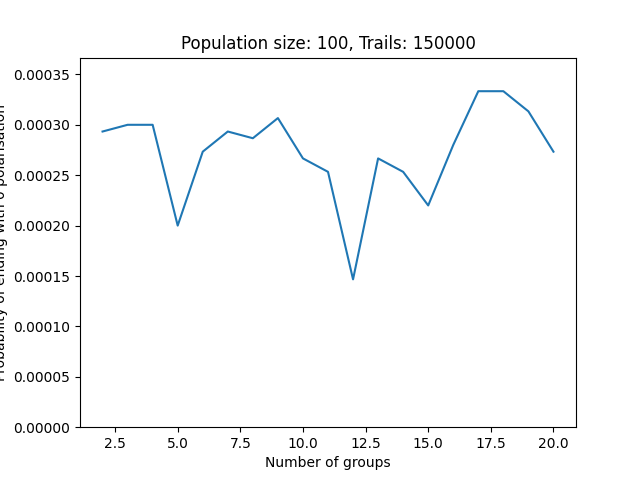 Population size: 100, Trails: 150000
Probability of ending with 0 polarisation
0.00035
0.00030
0.00025
0.00020
0.00015
0.00010
0.00005
0.00000
2.5 5.0 7.5 10.0 12.5 15.0 17.5 20.0
Number of groups